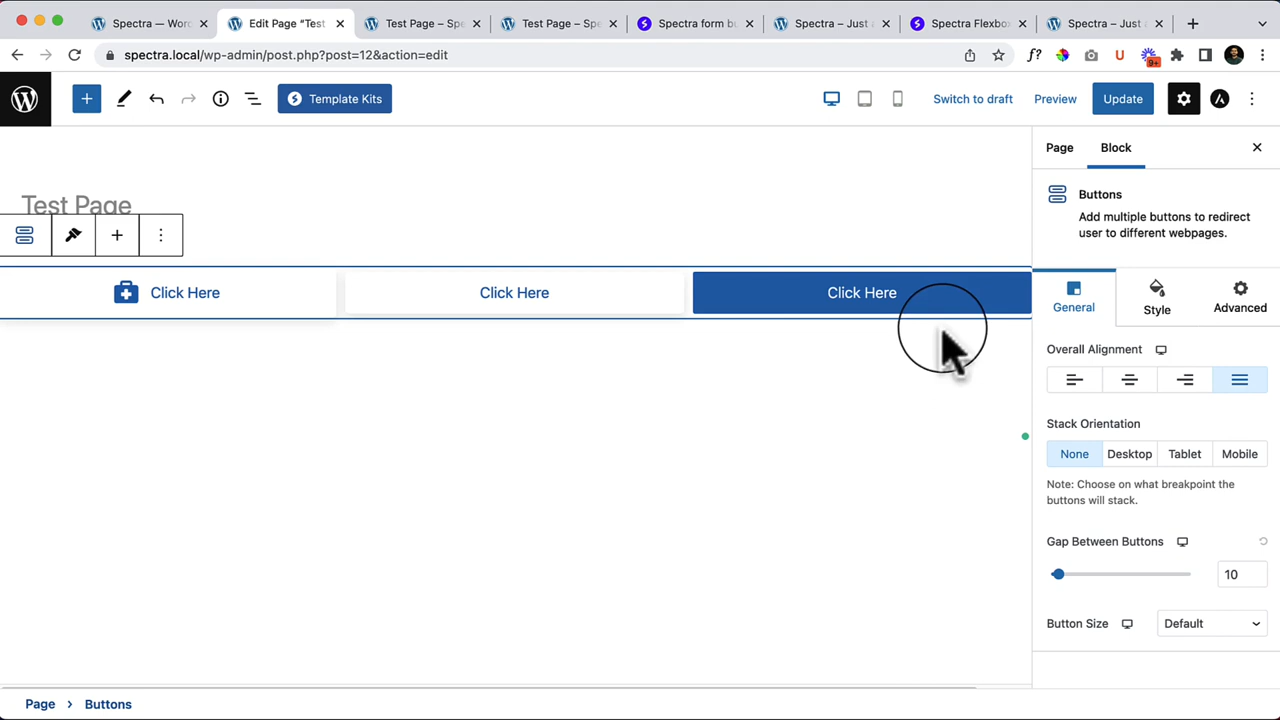 Spectra — Wor
Edit Page "Test
Test Page – Spe
Test Page – Spe
Spectra form bu
Spectra – Just a
Spectra Flexbo
Spectra – Just a
spectra.local/wp-admin/post.php?post=12&action=edit
f?
U
9+
Template Kits
Switch to draft
Preview
Update
Page
Block
Test Page
Buttons
Add multiple buttons to redirect
user to different webpages.
Click Here
Click Here
Click Here
General
Style
Advanced
Overall Alignment
Stack Orientation
None
Desktop
Tablet
Mobile
Note: Choose on what breakpoint the
buttons will stack.
Gap Between Buttons
10
Button Size
Default
Page > Buttons